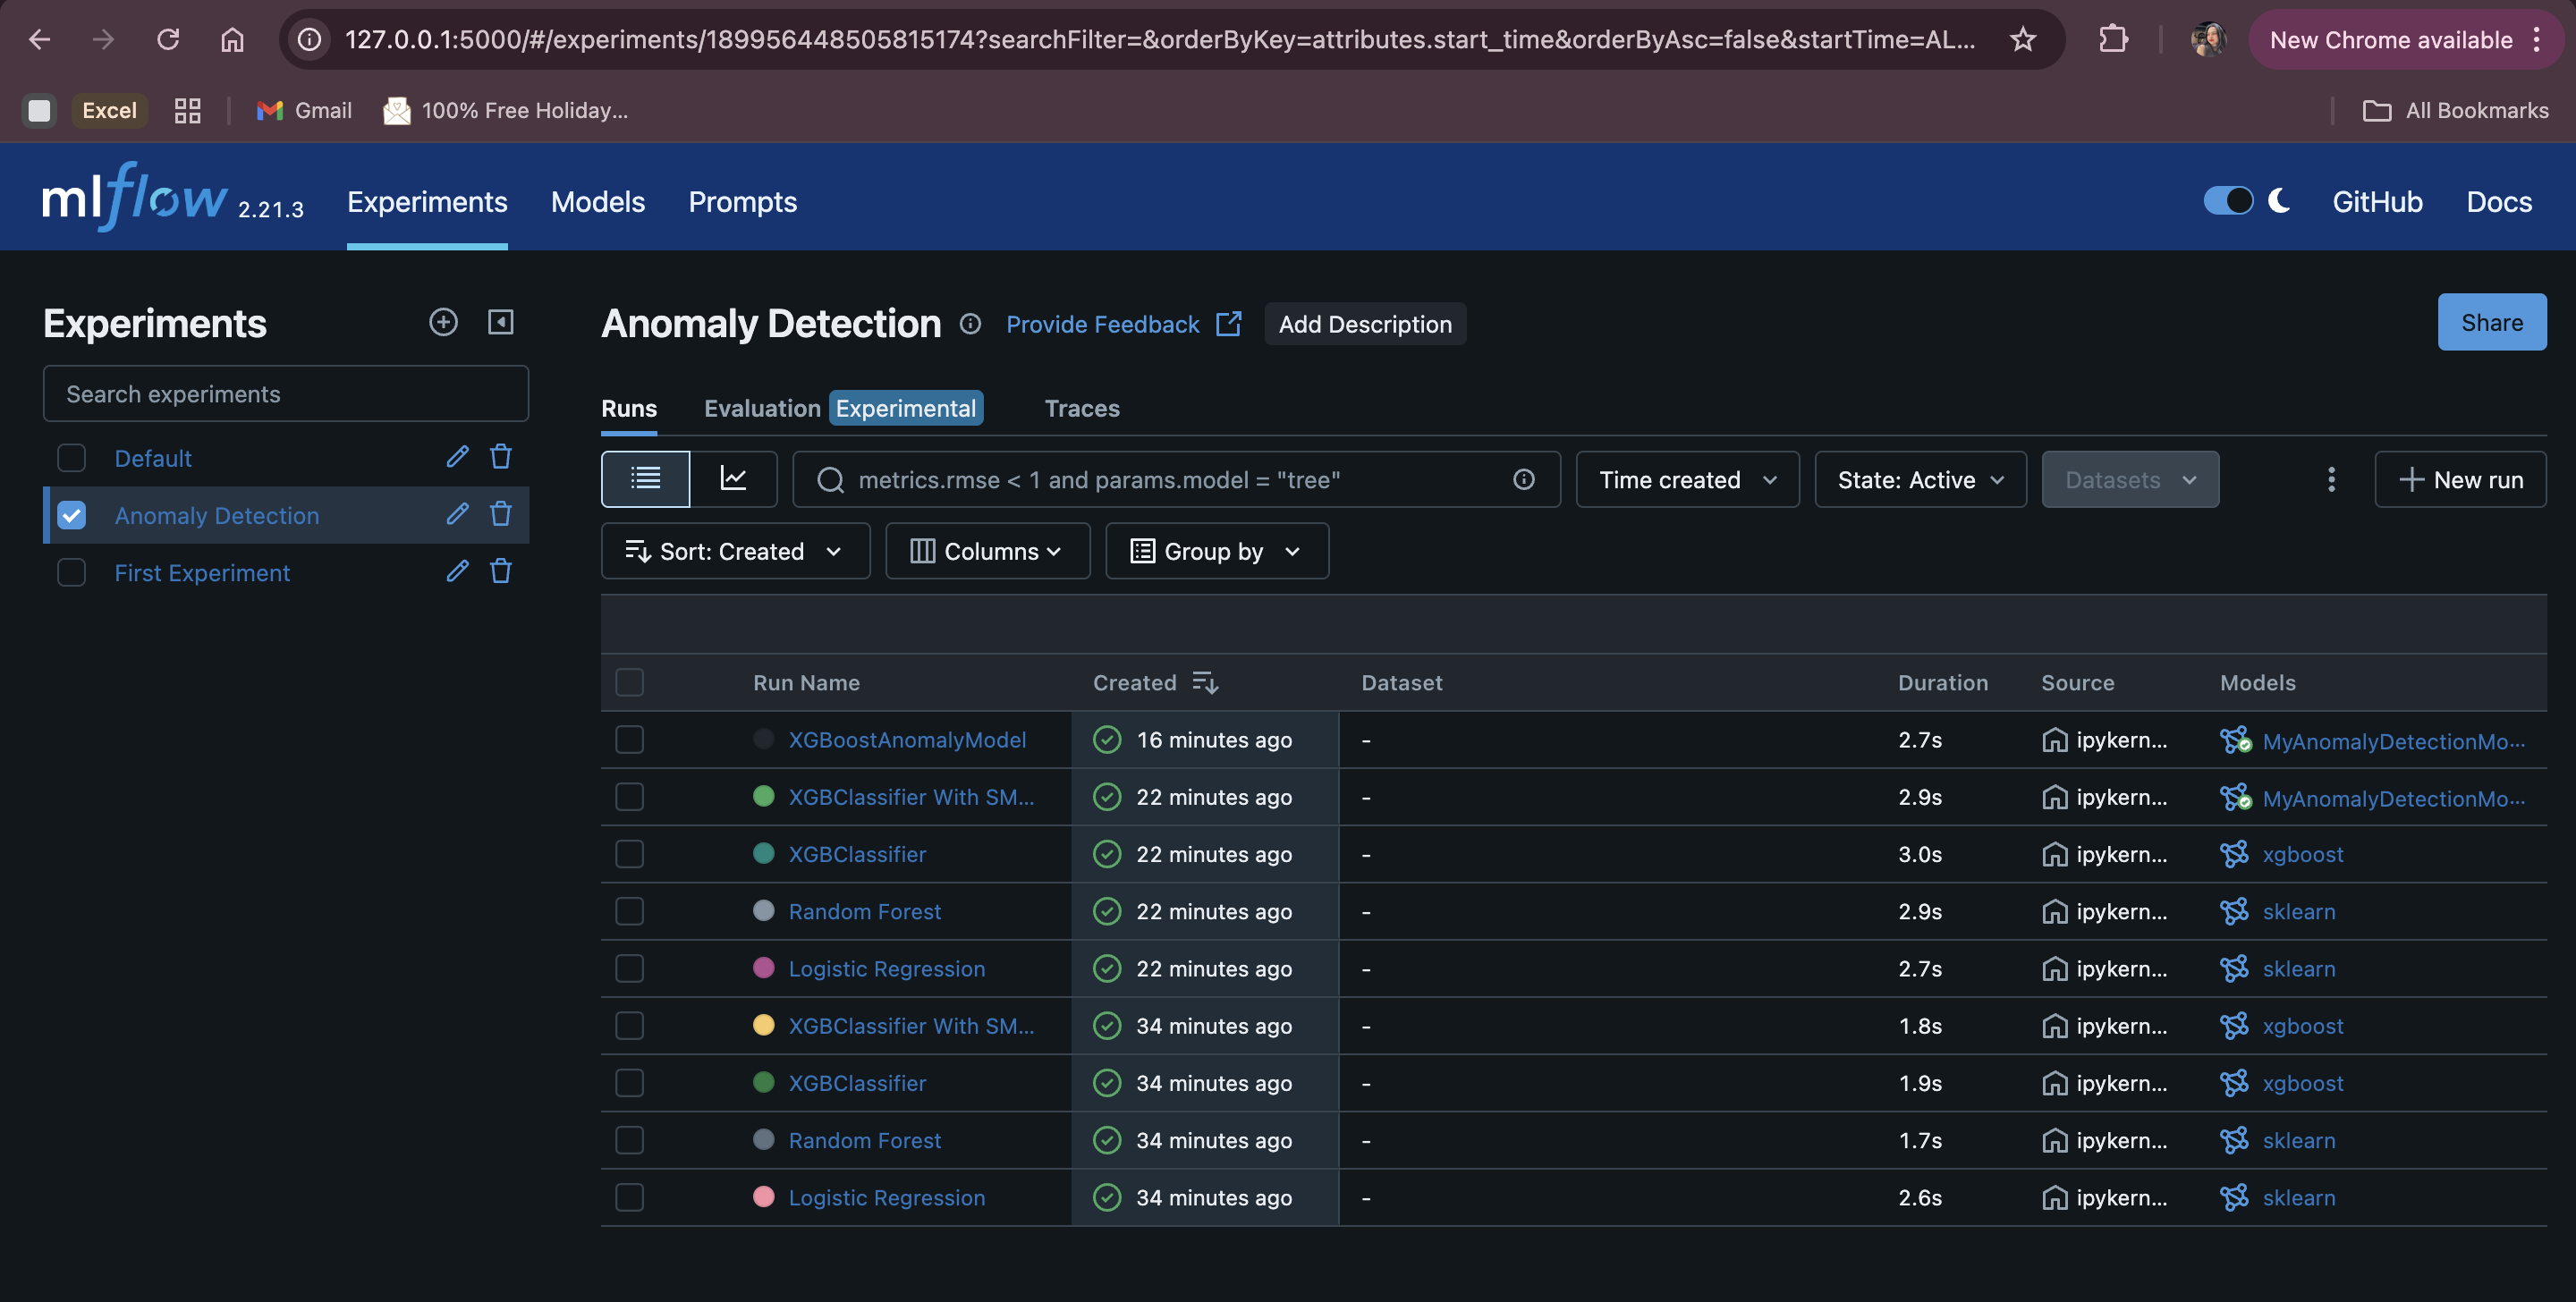 127.0.0.1:5000/#/experiments/189956448505815174?searchFilter=&orderByKey=attributes.start_time&orderByAsc=false&startTime=AL...
New Chrome available
Excel
Gmail
100% Free Holiday...
All Bookmarks
mlflow 2.21.3
Experiments
Models
Prompts
GitHub
Docs
Experiments
Search experiments
Default
Anomaly Detection
First Experiment
Anomaly Detection
Provide Feedback
Add Description
Share
Runs
Evaluation Experimental
Traces
metrics.rmse < 1 and params.model = "tree"
Time created
State: Active
Datasets
New run
Sort: Created
Columns
Group by
Run Name Created Dataset Duration Source Models
XGBoostAnomalyModel 16 minutes ago - 2.7s ipykern... MyAnomalyDetectionMo...
XGBClassifier With SM... 22 minutes ago - 2.9s ipykern... MyAnomalyDetectionMo...
XGBClassifier 22 minutes ago - 3.0s ipykern... xgboost
Random Forest 22 minutes ago - 2.9s ipykern... sklearn
Logistic Regression 22 minutes ago - 2.7s ipykern... sklearn
XGBClassifier With SM... 34 minutes ago - 1.8s ipykern... xgboost
XGBClassifier 34 minutes ago - 1.9s ipykern... xgboost
Random Forest 34 minutes ago - 1.7s ipykern... sklearn
Logistic Regression 34 minutes ago - 2.6s ipykern... sklearn